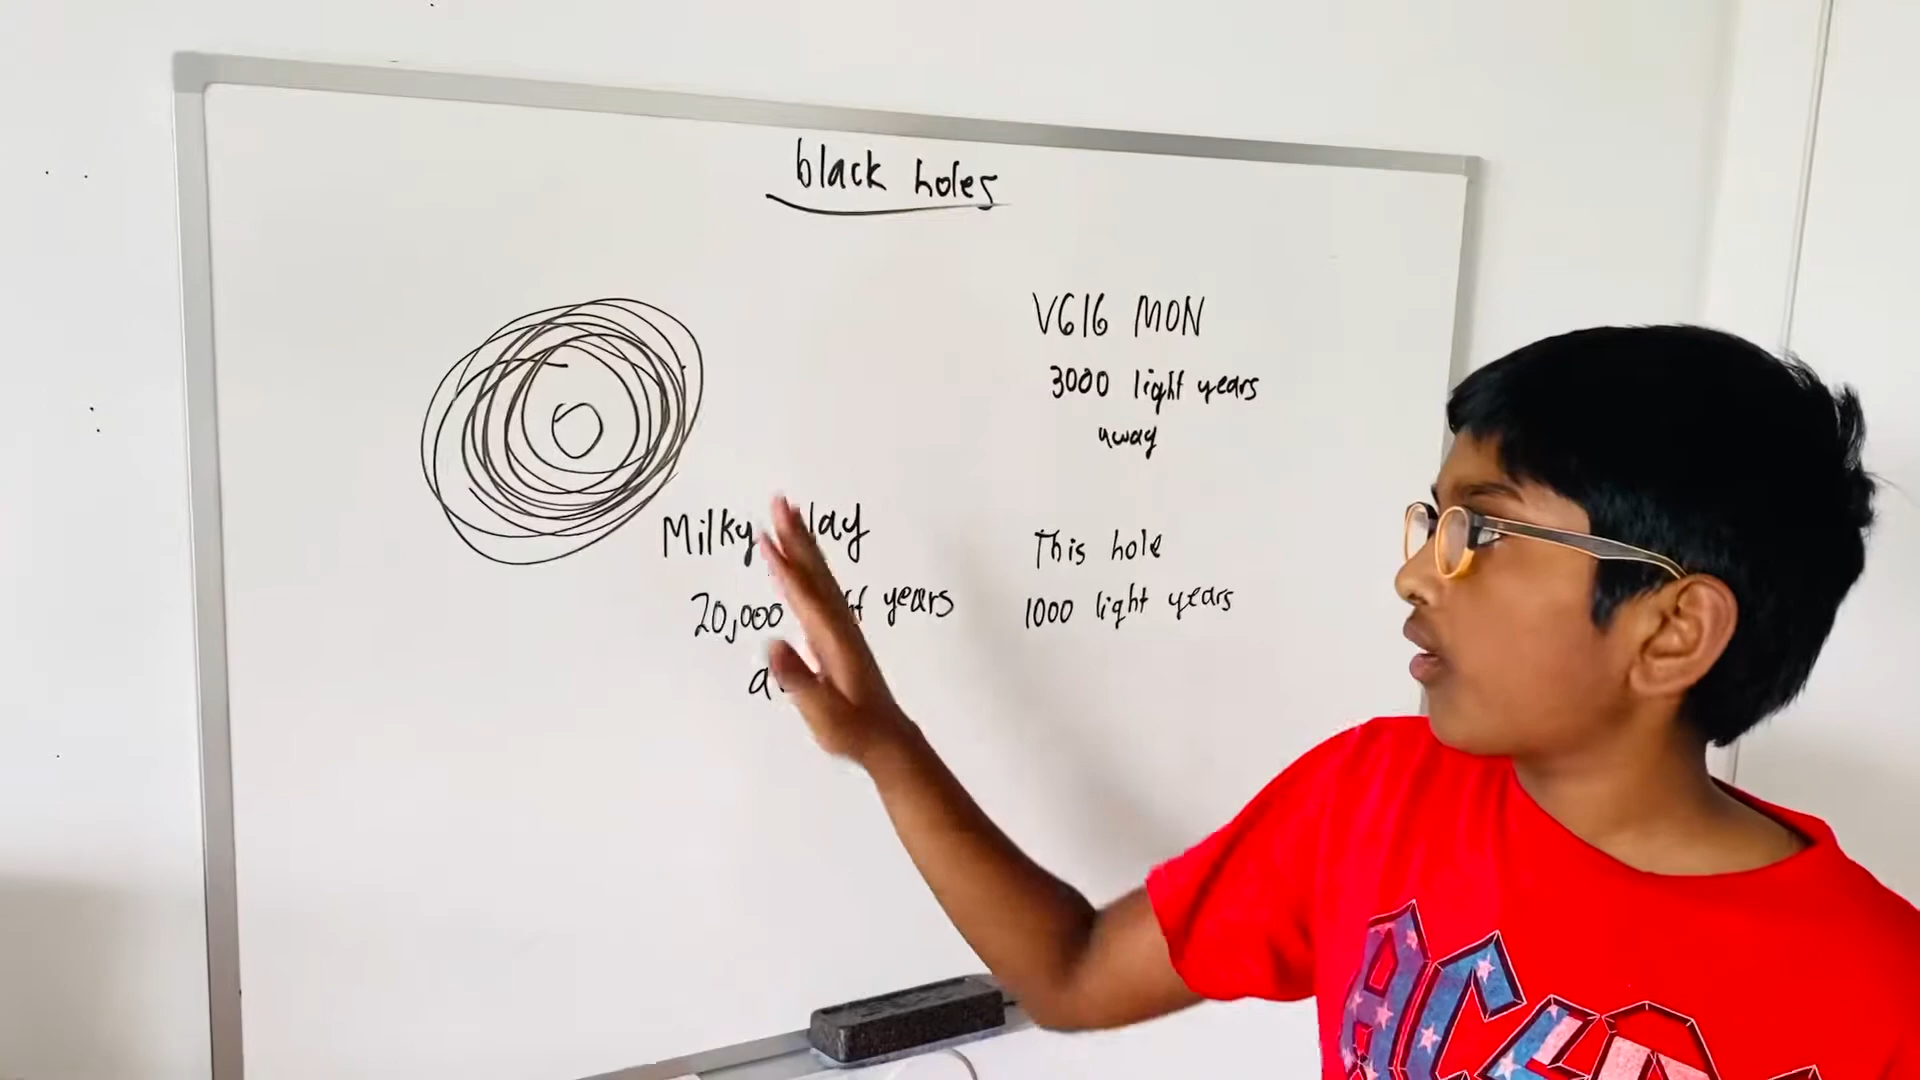 black holes
V616 MON
3000 light years
away
Milky
20,000 years
This hole
1000 light years